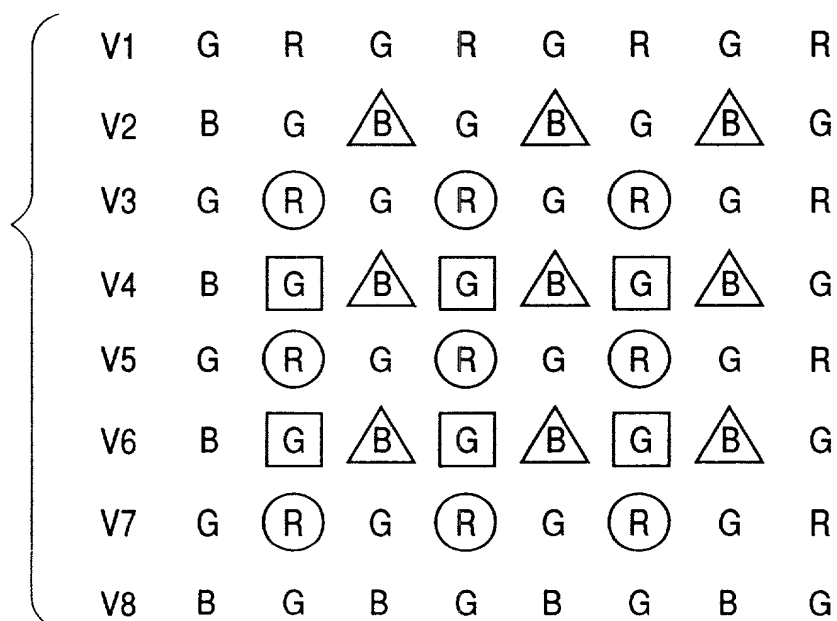 V1 G R G R G R G R
V2 B G B G B G B G
V3 G R G R G R G R
V4 B G B G B G B G
V5 G R G R G R G R
V6 B G B G B G B G
V7 G R G R G R G R
V8 B G B G B G B G